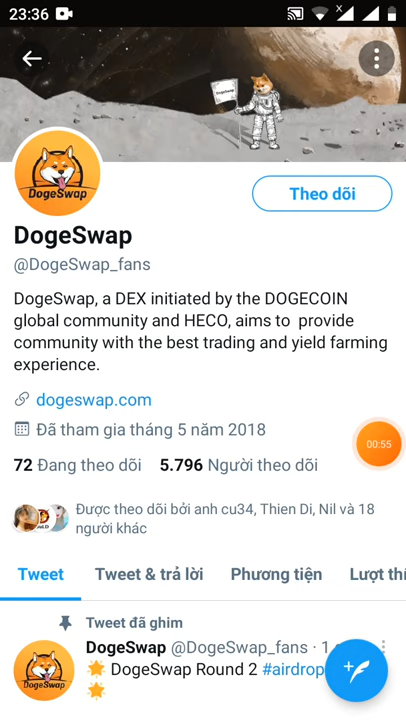 23:36
DogeSwap
DogeSwap
Theo dõi
DogeSwap
@DogeSwap_fans
DogeSwap, a DEX initiated by the DOGECOIN
global community and HECO, aims to provide
community with the best trading and yield farming
experience.
dogeswap.com
Đã tham gia tháng 5 năm 2018
00:55
72 Đang theo dõi 5.796 Người theo dõi
Được theo dõi bởi anh cu34, Thien Di, Nil và 18
người khác
Tweet Tweet & trả lời Phương tiện Lượt thí
Tweet đã ghim
DogeSwap @DogeSwap_fans · 1
DogeSwap Round 2 #airdrop
DogeSwap